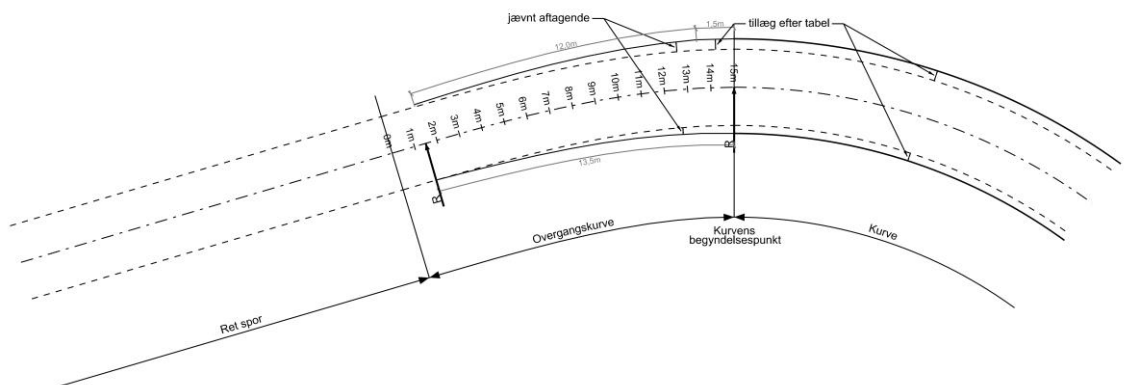 jævnt aftagende
1.5m
tillæg efter tabel
12.0m
0m
1m
2m
3m
4m
5m
6m
7m
8m
9m
10m
11m
12m
13m
14m
15m
R
R
13,5m
Overgangskurve
Kurvens
begyndelsespunkt
Kurve
Ret spor